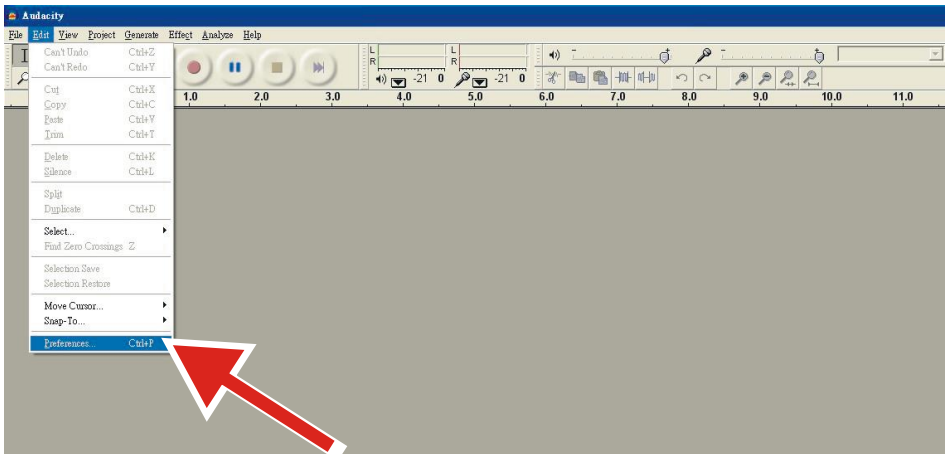 Audacity
File Edit View Project Generate Effect Analyze Help
Can't Undo Ctrl+Z
Can't Redo Ctrl+Y
Cut Ctrl+X
Copy Ctrl+C
Paste Ctrl+V
Trim Ctrl+T
Delete Ctrl+K
Silence Ctrl+L
Split
Duplicate Ctrl+D
Select...
Find Zero Crossings Z
Selection Save
Selection Restore
Move Cursor...
Snap-To...
Preferences... Ctrl+P
L
R
-21 0
L
R
-21 0
1.0 2.0 3.0 4.0 5.0 6.0 7.0 8.0 9.0 10.0 11.0